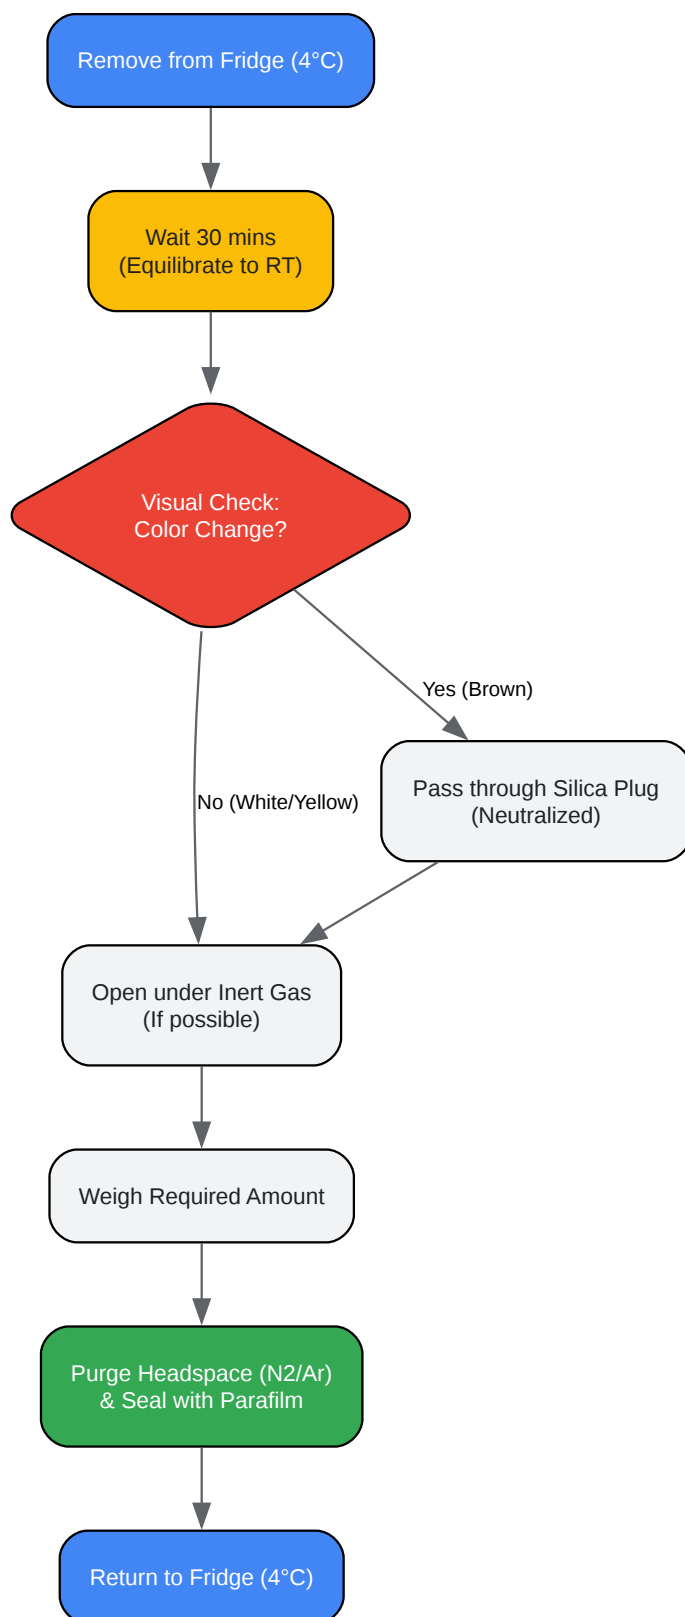 Remove from Fridge (4°C)
Wait 30 mins
(Equilibrate to RT)
Visual Check:
Color Change?
Yes (Brown)
Pass through Silica Plug
(Neutralized)
No (White/Yellow)
Open under Inert Gas
(If possible)
Weigh Required Amount
Purge Headspace (N2/Ar)
& Seal with Parafilm
Return to Fridge (4°C)